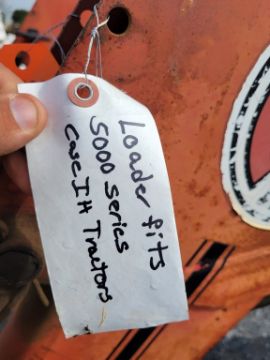 Loader fits
5000 series
Case IH Tractors